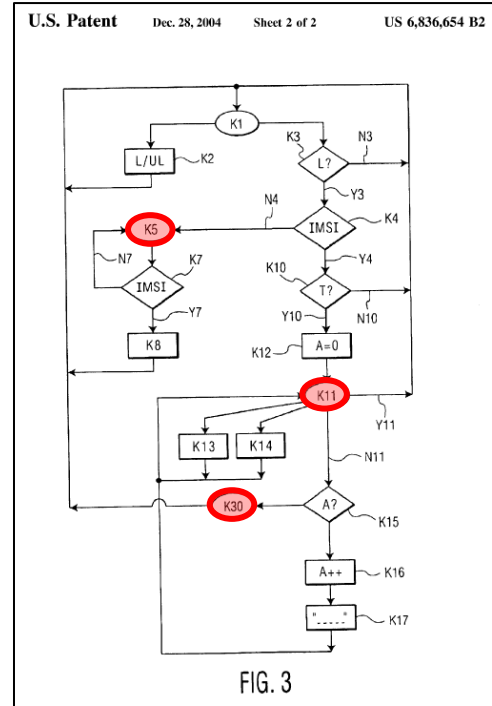 U.S. Patent Dec. 28, 2004 Sheet 2 of 2 US 6,836,654 B2
K1
K3
N3
L/UL
K2
L?
N4
Y3
K5
IMSI
K4
N7
K7
K10
Y4
IMSI
T?
Y7
Y10
N10
K8
K12
A=0
K11
Y11
K13
K14
N11
K30
A?
K15
A++
K16
"_____"
K17
FIG. 3